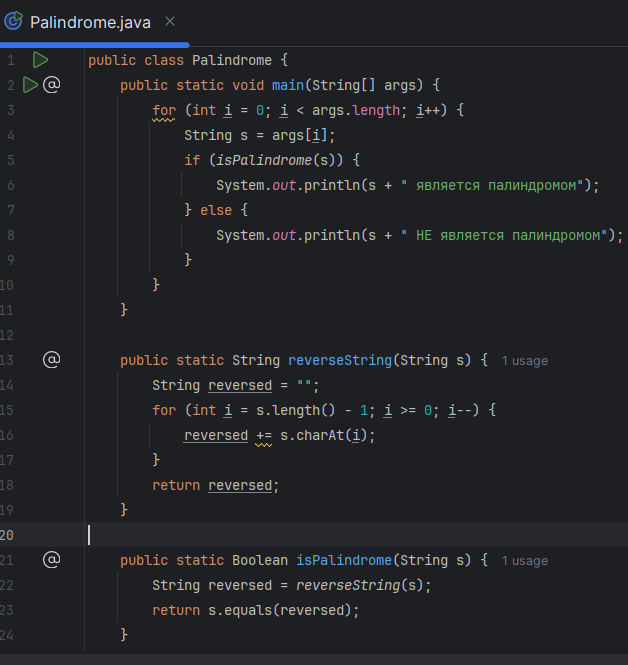 Palindrome.java
1 public class Palindrome {
2 public static void main(String[] args) {
3 for (int i = 0; i < args.length; i++) {
4 String s = args[i];
5 if (isPalindrome(s)) {
6 System.out.println(s + " является палиндромом");
7 } else {
8 System.out.println(s + " НЕ является палиндромом");
9 }
10 }
11 }
12
13 public static String reverseString(String s) { 1 usage
14 String reversed = "";
15 for (int i = s.length() - 1; i >= 0; i--) {
16 reversed += s.charAt(i);
17 }
18 return reversed;
19 }
20
21 public static Boolean isPalindrome(String s) { 1 usage
22 String reversed = reverseString(s);
23 return s.equals(reversed);
24 }